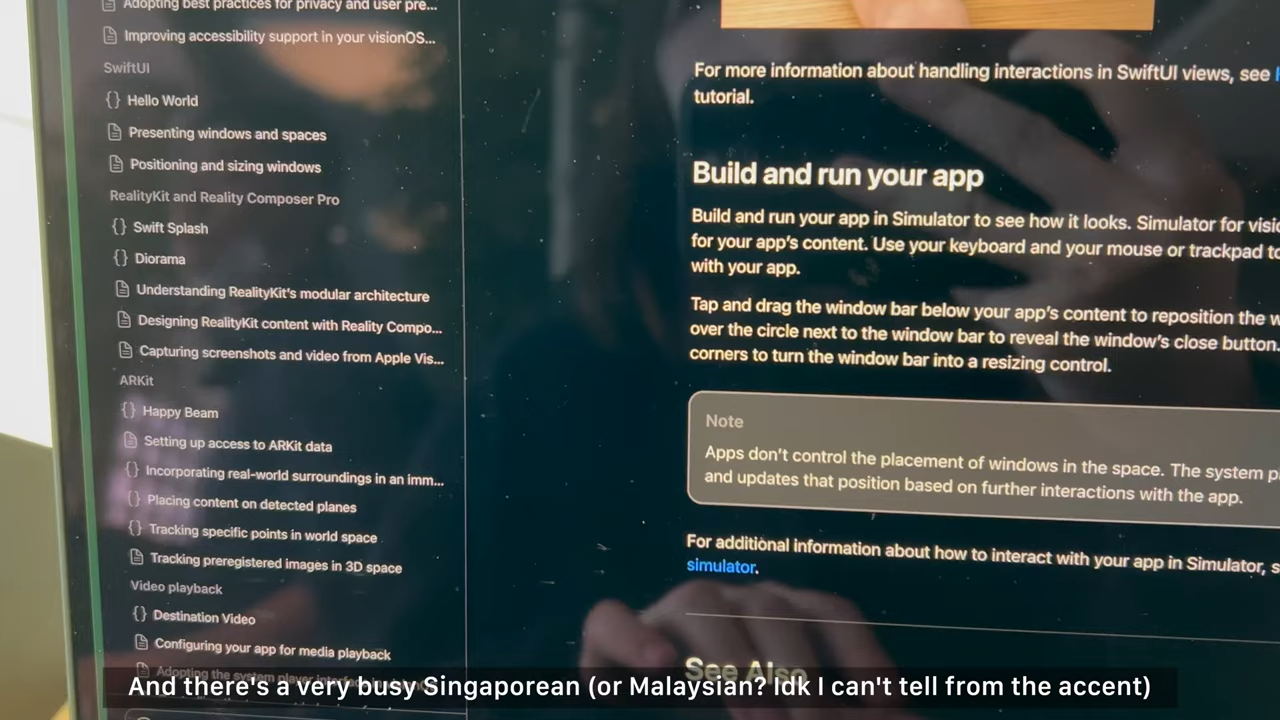 Adopting best practices for privacy and user pre...
Improving accessibility support in your visionOS...
SwiftUI
{} Hello World
Presenting windows and spaces
Positioning and sizing windows
RealityKit and Reality Composer Pro
{} Swift Splash
{} Diorama
Understanding RealityKit's modular architecture
Designing RealityKit content with Reality Compo...
Capturing screenshots and video from Apple Vis...
ARKit
{} Happy Beam
Setting up access to ARKit data
{} Incorporating real-world surroundings in an imm...
{} Placing content on detected planes
{} Tracking specific points in world space
Tracking preregistered images in 3D space
Video playback
{} Destination Video
Configuring your app for media playback
Adopting the system player interface
For more information about handling interactions in SwiftUI views, see
tutorial.
Build and run your app
Build and run your app in Simulator to see how it looks. Simulator for
for your app's content. Use your keyboard and your mouse or trackpad
with your app.
Tap and drag the window bar below your app's content to reposition the
over the circle next to the window bar to reveal the window's close button.
corners to turn the window bar into a resizing control.
Note
Apps don't control the placement of windows in the space. The system
and updates that position based on further interactions with the app.
For additional information about how to interact with your app in Simulator,
simulator.
See Also
And there's a very busy Singaporean (or Malaysian? Idk I can't tell from the accent)